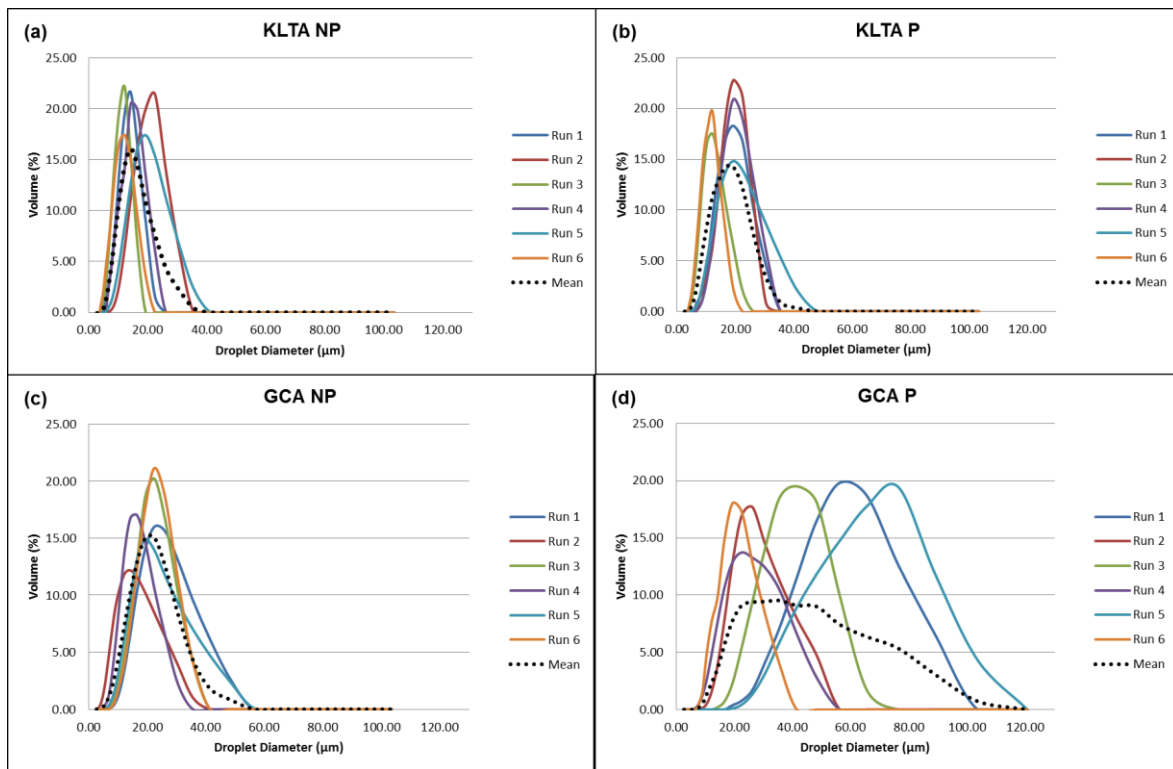 (a)
KLTA NP
25.00
20.00
15.00
10.00
5.00
0.00
Volume (%)
0.00 20.00 40.00 60.00 80.00 100.00 120.00
Droplet Diameter (µm)
Run 1
Run 2
Run 3
Run 4
Run 5
Run 6
Mean
(b)
KLTA P
25.00
20.00
15.00
10.00
5.00
0.00
Volume (%)
0.00 20.00 40.00 60.00 80.00 100.00 120.00
Droplet Diameter (µm)
Run 1
Run 2
Run 3
Run 4
Run 5
Run 6
Mean
(c)
GCA NP
25.00
20.00
15.00
10.00
5.00
0.00
Volume (%)
0.00 20.00 40.00 60.00 80.00 100.00 120.00
Droplet Diameter (µm)
Run 1
Run 2
Run 3
Run 4
Run 5
Run 6
Mean
(d)
GCA P
25.00
20.00
15.00
10.00
5.00
0.00
Volume (%)
0.00 20.00 40.00 60.00 80.00 100.00 120.00
Droplet Diameter (µm)
Run 1
Run 2
Run 3
Run 4
Run 5
Run 6
Mean